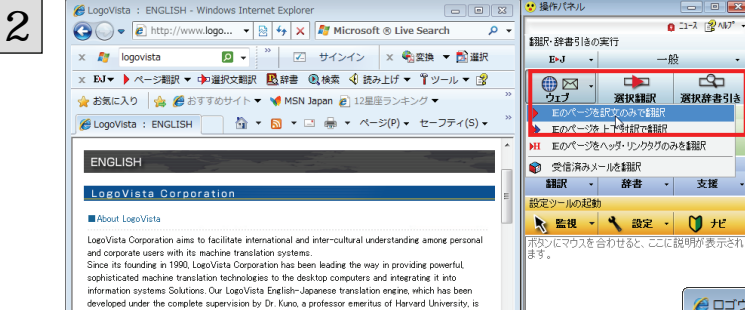 2
LogoVista : ENGLISH - Windows Internet Explorer
http://www.logo...
Microsoft ® Live Search
logovista
サインイン
変換
選択
E▸J
ページ翻訳
選択文翻訳
辞書
検索
読み上げ
ツール
お気に入り
おすすめサイト
MSN Japan
12星座ランキング
LogoVista : ENGLISH
ページ(P)
セーフティ(S)
ENGLISH
LogoVista Corporation
■About LogoVista
LogoVista Corporation aims to facilitate international and inter-cultural understanding among personal
and corporate users with its machine translation systems.
Since its founding in 1990, LogoVista Corporation has been leading the way in providing powerful,
sophisticated machine translation technologies to the desktop computers and integrating it into
information systems Solutions. Our LogoVista English-Japanese translation engine, which has been
developed under the complete supervision by Dr. Kuno, a professor emeritus of Harvard University, is
操作パネル
ﾕｰｽﾞ
ﾍﾙﾌﾟ
翻訳・辞書引きの実行
E▸J
一般
ウェブ
選択翻訳
選択辞書引き
IEのページを訳文のみで翻訳
IEのページを上下対訳で翻訳
IEのページをヘッダ・リンクタグのみを翻訳
受信済みメールを翻訳
翻訳
辞書
支援
設定ツールの起動
監視
設定
ナビ
ボタンにマウスを合わせると、ここに説明が表示され
ます。